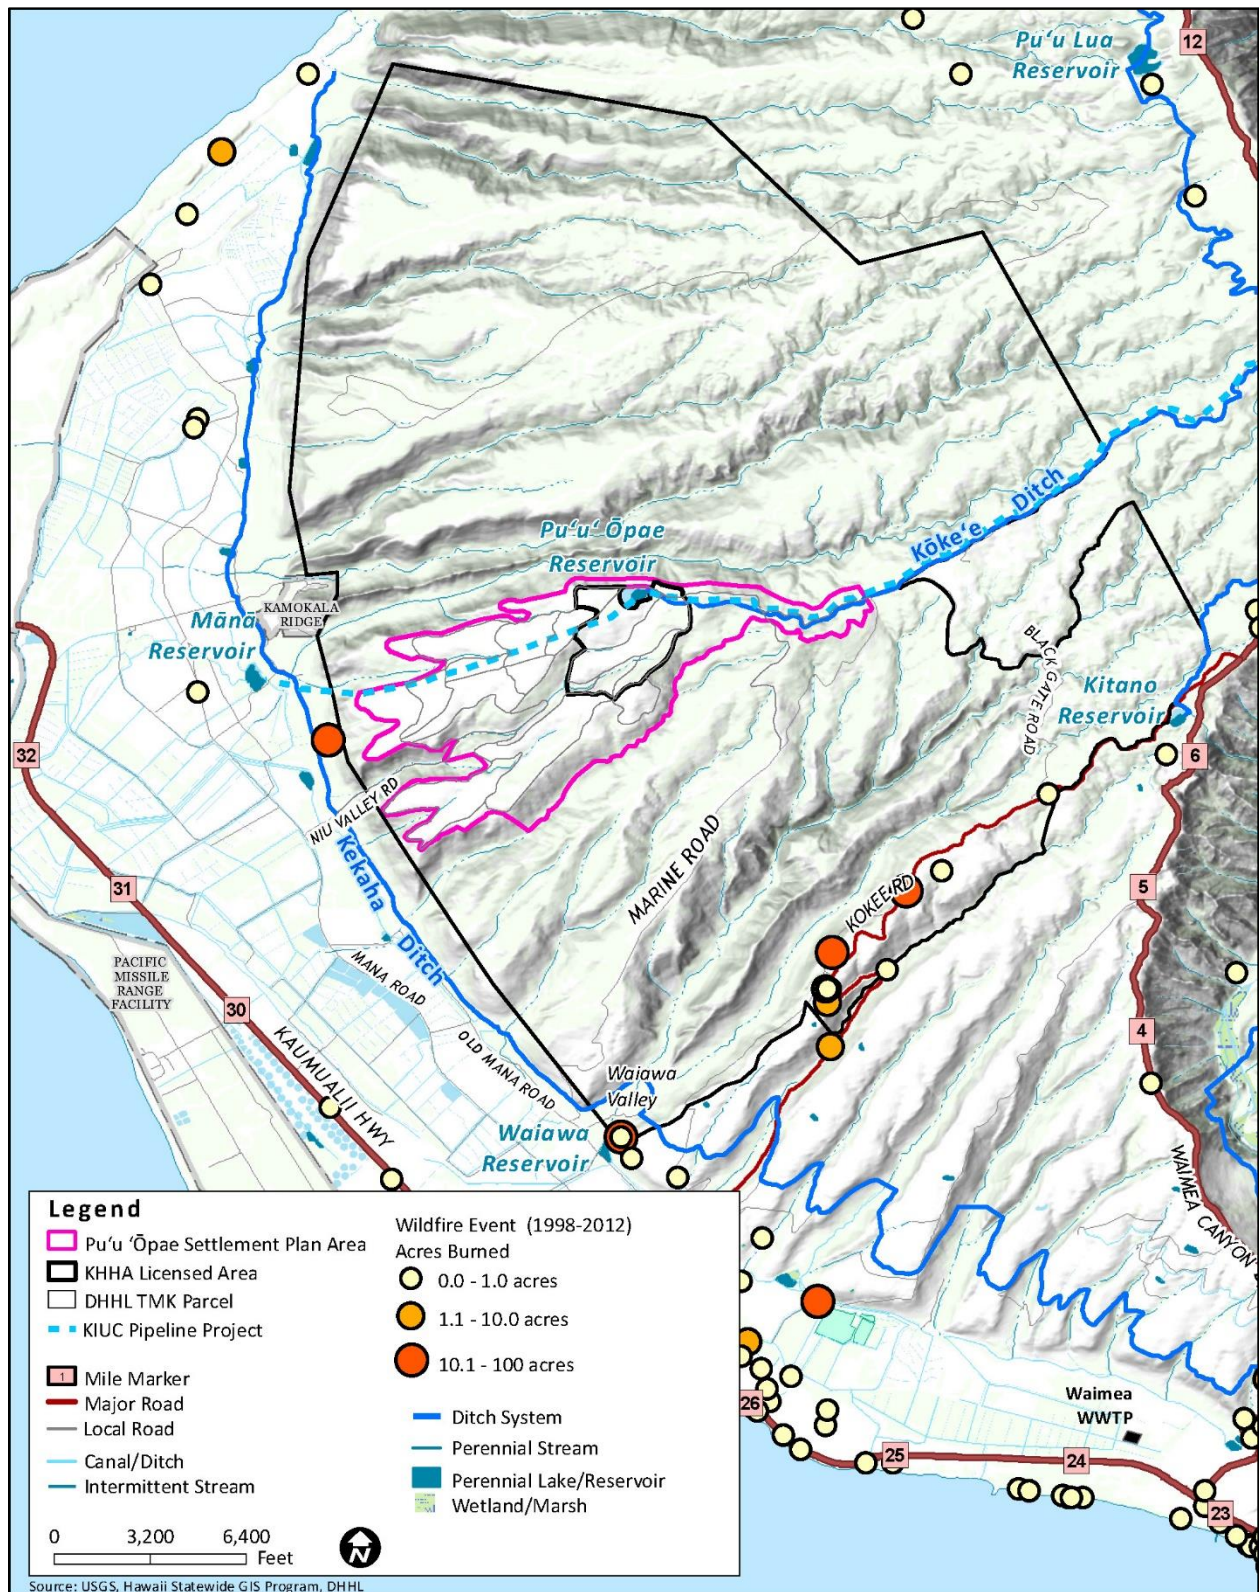 Pu‘u Lua
Reservoir
12
Pu‘u ‘Ōpae
Reservoir
Kōke‘e Ditch
KAMOKALA
RIDGE
Mānā
Reservoir
BLACK GATE ROAD
Kitano
Reservoir
32
6
NIU VALLEY RD
Kekaha Ditch
MARINE ROAD
KOKEE RD
31
5
PACIFIC
MISSILE
RANGE
FACILITY
MANA ROAD
30
4
OLD MANA ROAD
KAUMUALII HWY
Waiawa
Valley
Waiawa
Reservoir
WAIMEA CANYON
26
Waimea
WWTP
25
24
23
Legend
Pu‘u ‘Ōpae Settlement Plan Area
KHHA Licensed Area
DHHL TMK Parcel
KIUC Pipeline Project
1 Mile Marker
Major Road
Local Road
Canal/Ditch
Intermittent Stream
Wildfire Event (1998-2012)
Acres Burned
0.0 - 1.0 acres
1.1 - 10.0 acres
10.1 - 100 acres
Ditch System
Perennial Stream
Perennial Lake/Reservoir
Wetland/Marsh
0 3,200 6,400
Feet
N
Source: USGS, Hawaii Statewide GIS Program, DHHL